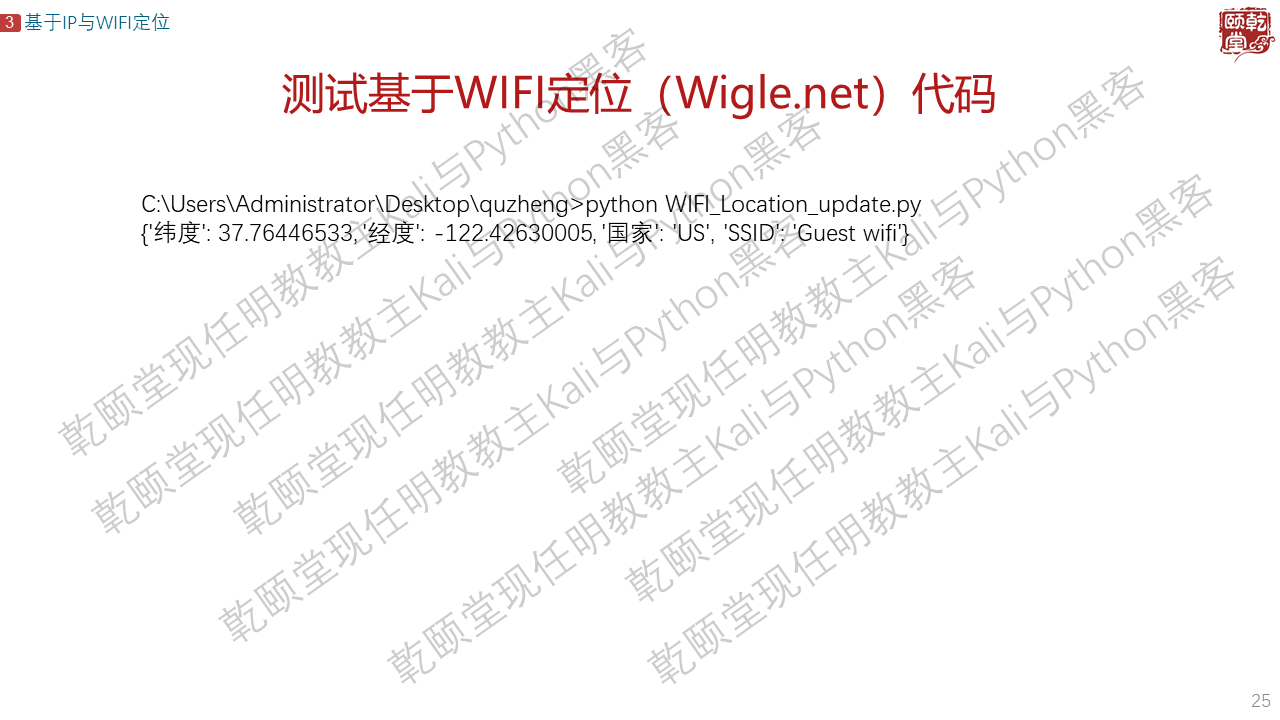 3 基于IP与WIFI定位
颐乾堂
测试基于WIFI定位（Wigle.net）代码
C:\Users\Administrator\Desktop\quzheng>python WIFI_Location_update.py
{'纬度': 37.76446533, '经度': -122.42630005, '国家': 'US', 'SSID': 'Guest wifi'}
乾颐堂现任明教教主Kali与Python黑客
乾颐堂现任明教教主Kali与Python黑客
乾颐堂现任明教教主Kali与Python黑客
乾颐堂现任明教教主Kali与Python黑客
乾颐堂现任明教教主Kali与Python黑客
乾颐堂现任明教教主Kali与Python黑客
乾颐堂现任明教教主Kali与Python黑客
乾颐堂现任明教教主Kali与Python黑客
25